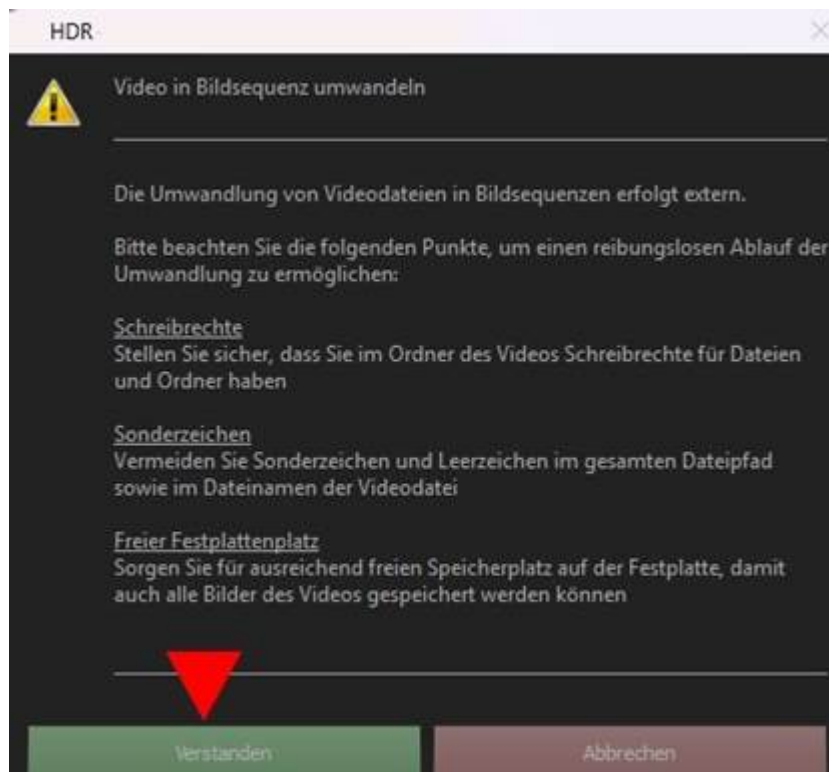 HDR
Video in Bildsequenz umwandeln
Die Umwandlung von Videodateien in Bildsequenzen erfolgt extern.
Bitte beachten Sie die folgenden Punkte, um einen reibungslosen Ablauf der
Umwandlung zu ermöglichen:
Schreibrechte
Stellen Sie sicher, dass Sie im Ordner des Videos Schreibrechte für Dateien
und Ordner haben
Sonderzeichen
Vermeiden Sie Sonderzeichen und Leerzeichen im gesamten Dateipfad
sowie im Dateinamen der Videodatei
Freier Festplattenplatz
Sorgen Sie für ausreichend freien Speicherplatz auf der Festplatte, damit
auch alle Bilder des Videos gespeichert werden können
Verstanden
Abbrechen